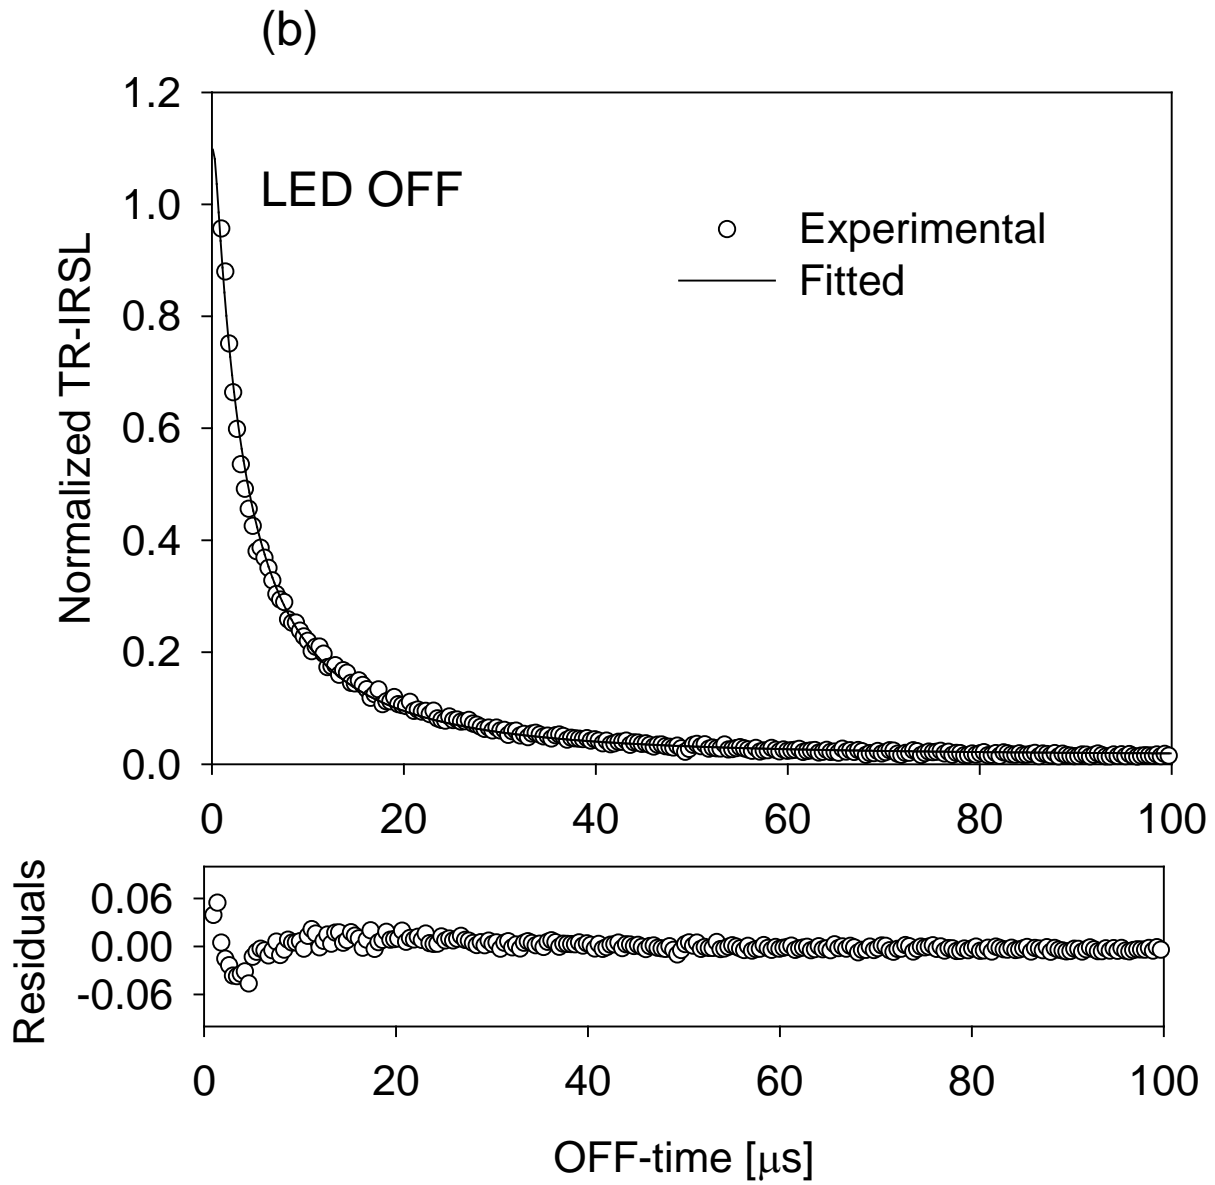 (b)
1.2
1.0
0.8
0.6
0.4
0.2
0.0
Normalized TR-IRSL
LED OFF
Experimental
Fitted
0 20 40 60 80 100
Residuals
0.06
0.00
-0.06
0 20 40 60 80 100
OFF-time [μs]